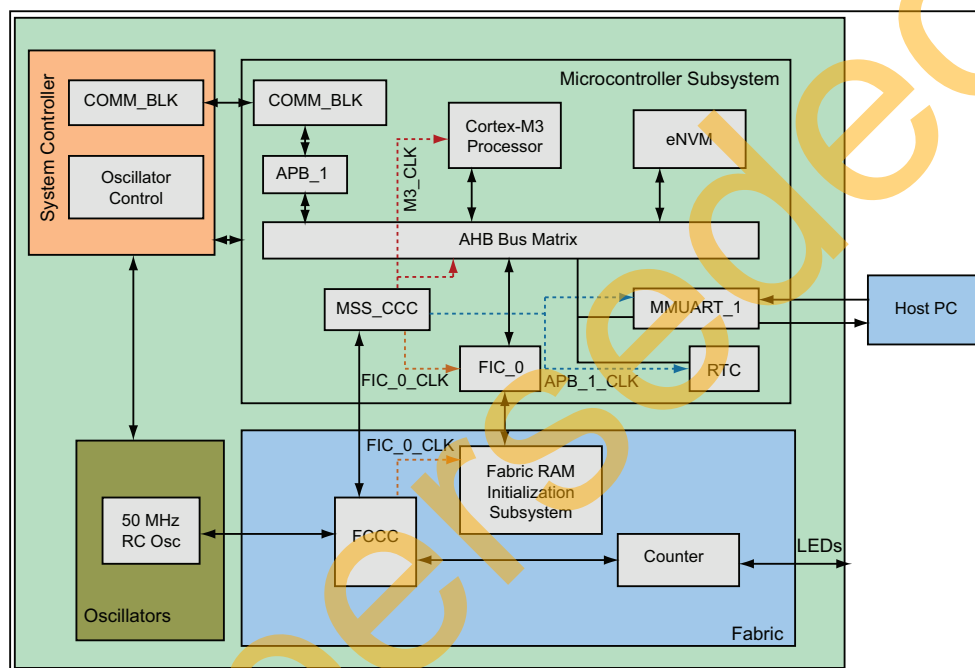 System Controller
COMM_BLK
Oscillator
Control
Microcontroller Subsystem
COMM_BLK
APB_1
M3_CLK
Cortex-M3
Processor
eNVM
AHB Bus Matrix
MSS_CCC
MMUART_1
Host PC
FIC_0_CLK
FIC_0
APB_1_CLK
RTC
FIC_0_CLK
Fabric RAM
Initialization
Subsystem
50 MHz
RC Osc
FCCC
Counter
LEDs
Oscillators
Fabric